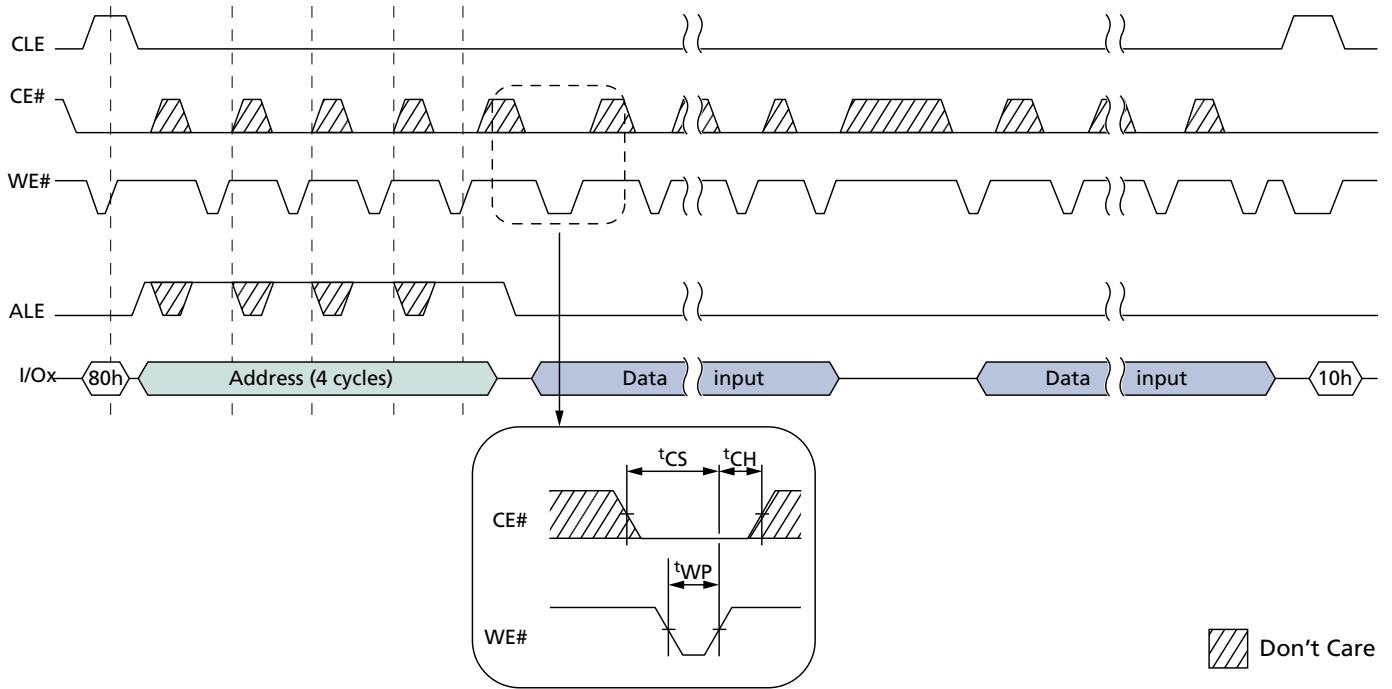 CLE
CE#
WE#
ALE
I/Ox 80h Address (4 cycles) Data input Data input 10h
tCS tCH
CE#
tWP
WE#
Don't Care